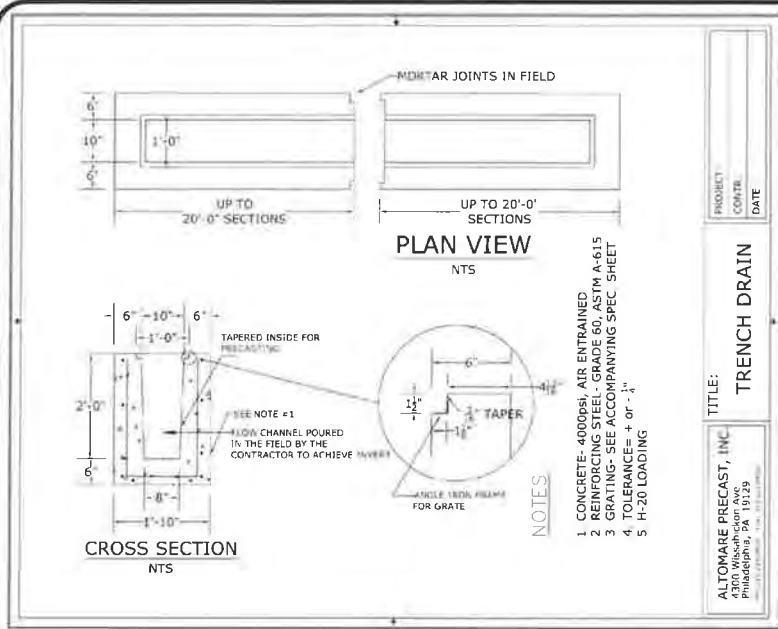 MORTAR JOINTS IN FIELD
6"
10"
6"
1'-0"
UP TO
20'-0" SECTIONS
UP TO 20'-0"
SECTIONS
PLAN VIEW
NTS
6"
10"
6"
1'-0"
TAPERED INSIDE FOR
PRECASTING
2'-0"
6"
SEE NOTE #1
FLOW CHANNEL POURED
IN THE FIELD BY THE
CONTRACTOR TO ACHIEVE INVERT
8"
1'-10"
CROSS SECTION
NTS
6"
1½"
TAPER
1½"
ANGLE IRON FRAME
FOR GRATE
NOTES
1 CONCRETE- 4000psi, AIR ENTRAINED
2 REINFORCING STEEL- GRADE 60, ASTM A-615
3 GRATING- SEE ACCOMPANYING SPEC SHEET
4. TOLERANCE= + or - ¼"
5 H-20 LOADING
PROJECT
CONTR.
DATE
TITLE:
TRENCH DRAIN
ALTOMARE PRECAST, INC.
4300 Wissahickon Ave
Philadelphia, PA 19129